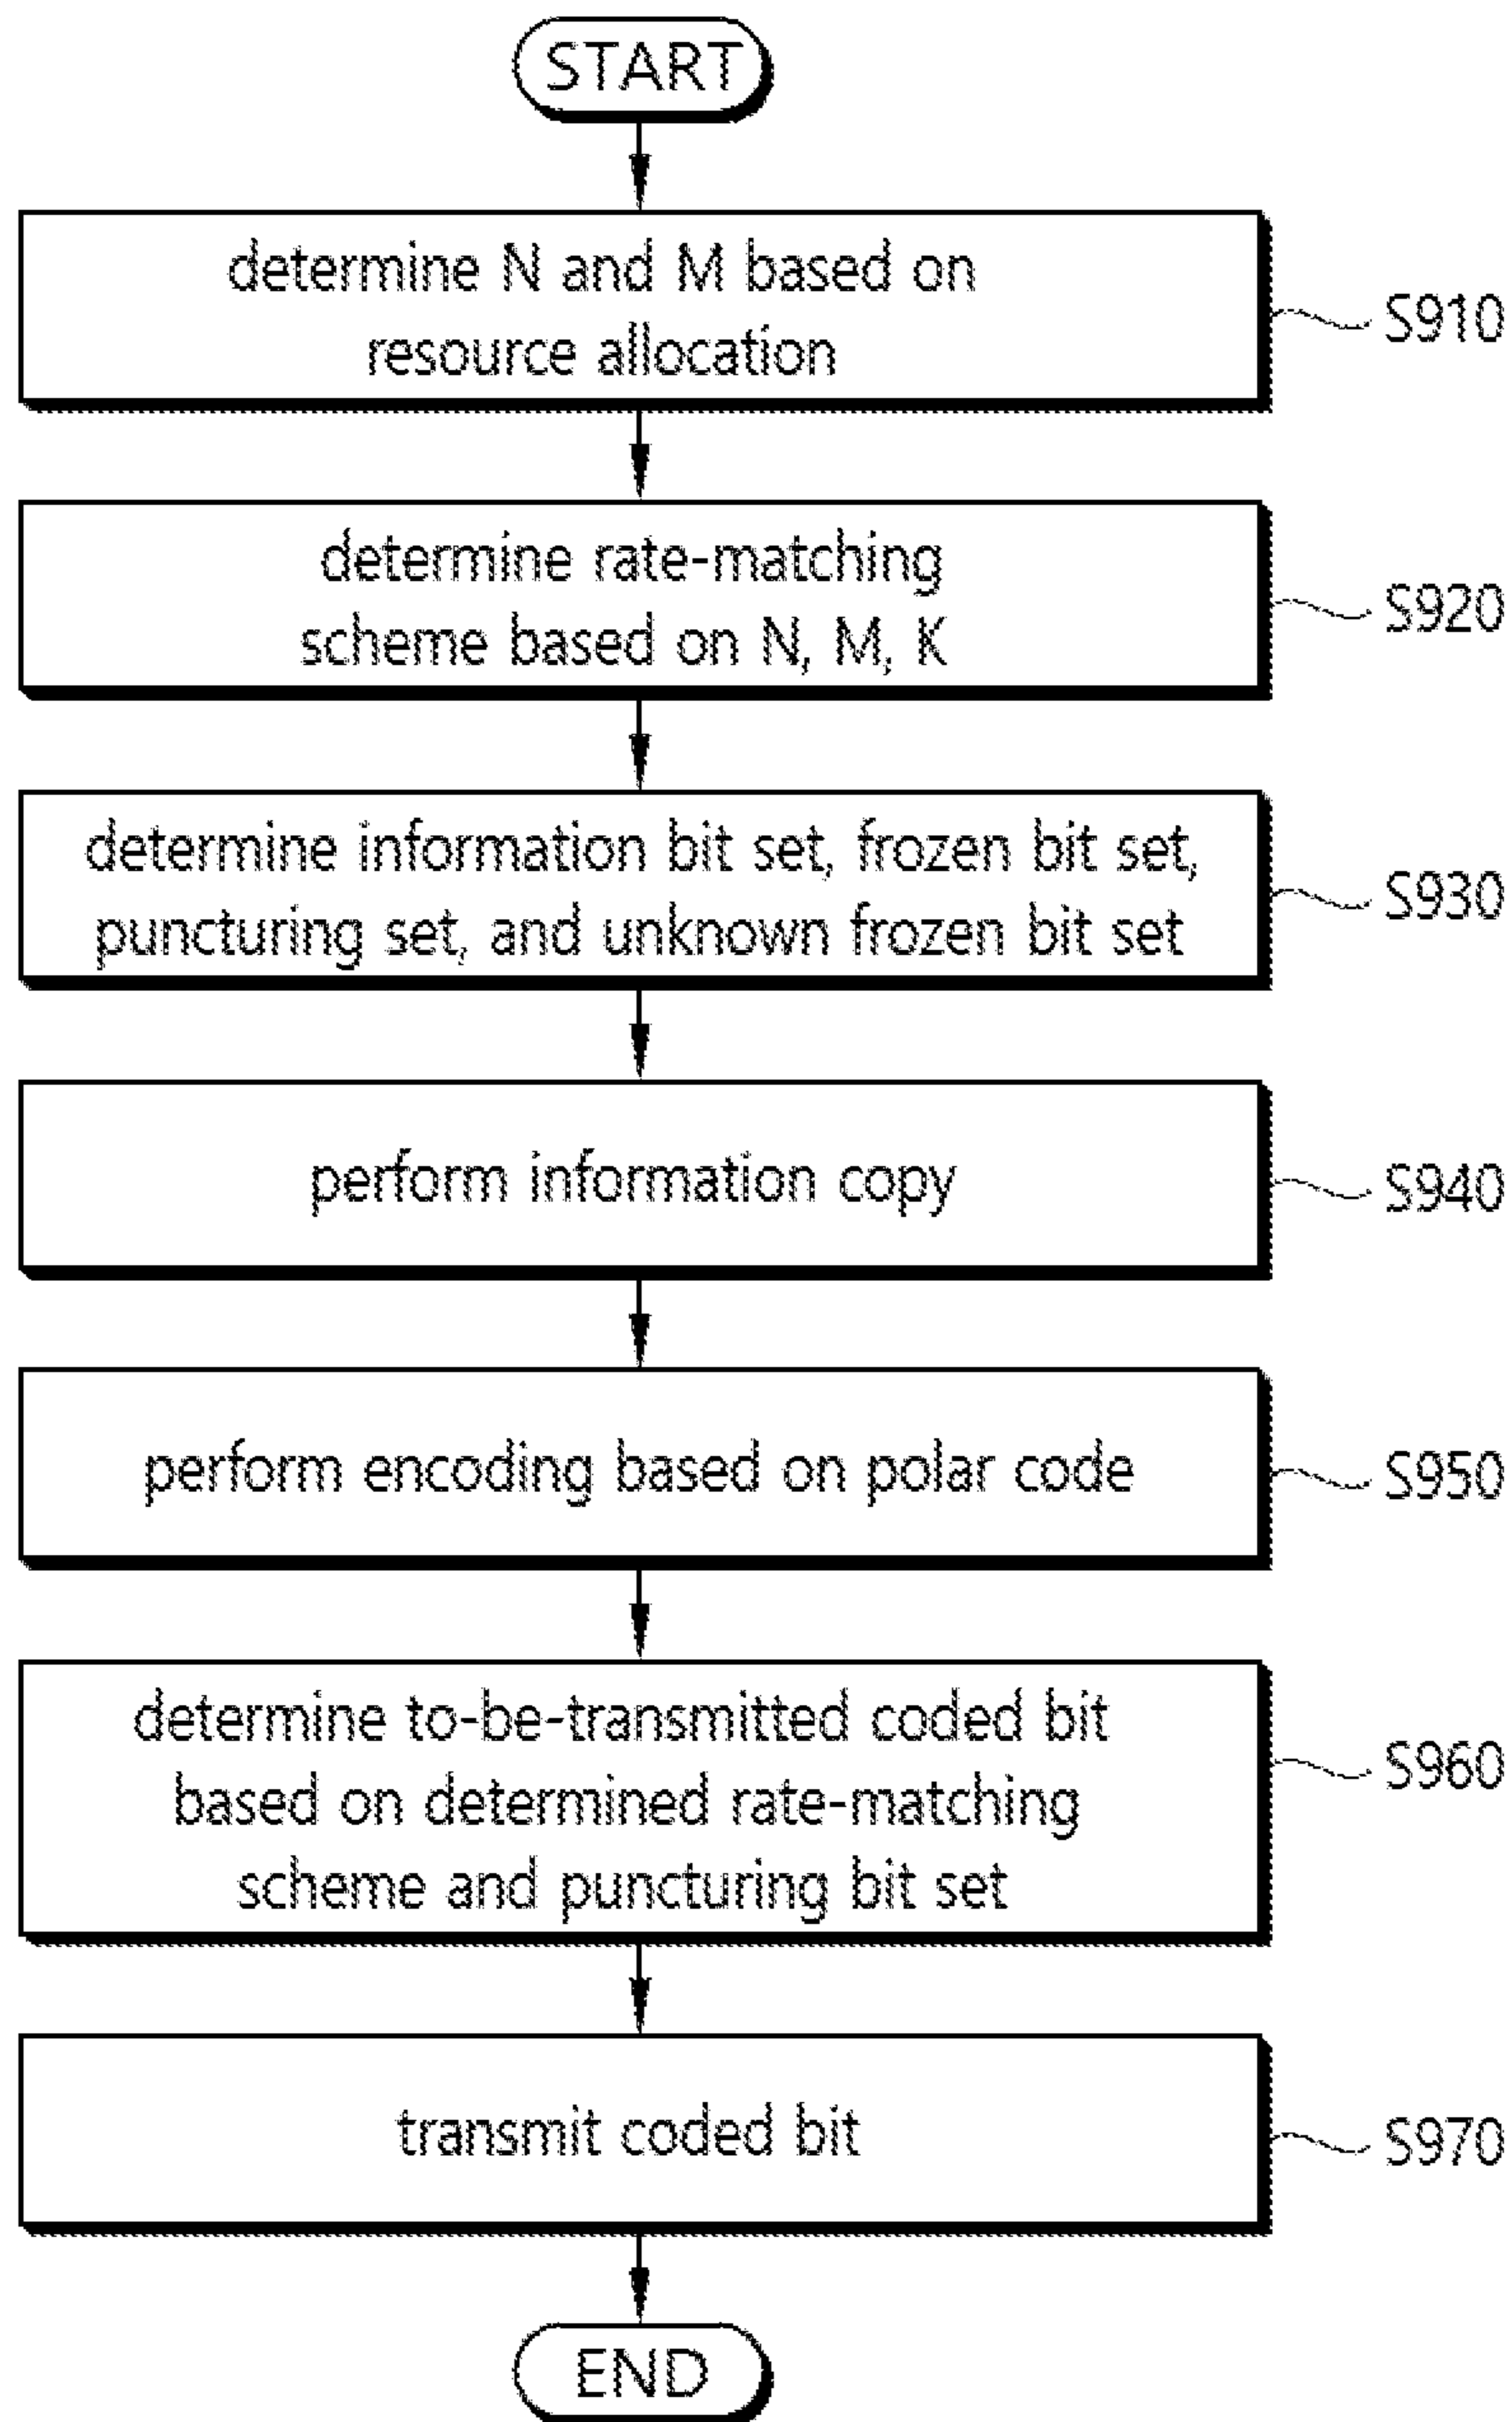 START
determine N and M based on
resource allocation
S910
determine rate-matching
scheme based on N, M, K
S920
determine information bit set, frozen bit set,
puncturing set, and unknown frozen bit set
S930
perform information copy
S940
perform encoding based on polar code
S950
determine to-be-transmitted coded bit
based on determined rate-matching
scheme and puncturing bit set
S960
transmit coded bit
S970
END